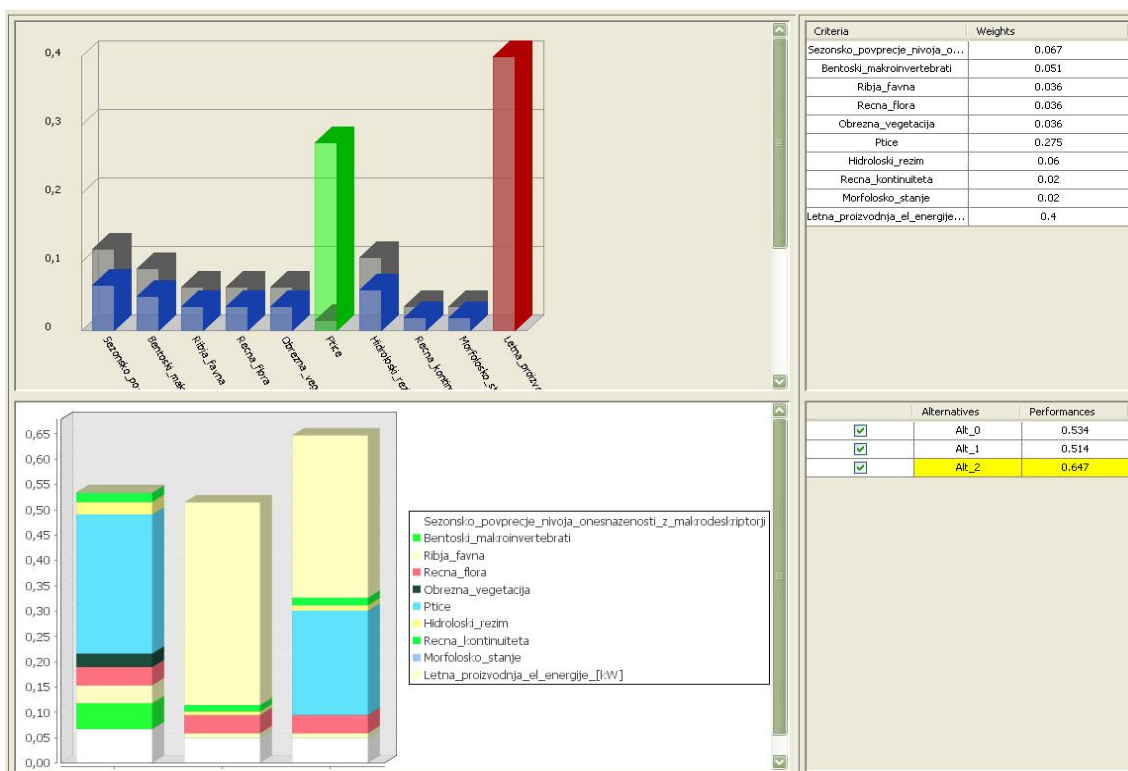 0,4
0,3
0,2
0,1
0
Sezonsko_po
Bentoski_mak
Ribja_favna
Recna_flora
Obrezna_veg
Ptice
Hidroloski_rezi
Recna_kontin
Morfolosko_s
Letna_proizv
Criteria Weights
Sezonsko_povprecje_nivoja_o... 0.067
Bentoski_makroinvertebrati 0.051
Ribja_favna 0.036
Recna_flora 0.036
Obrezna_vegetacija 0.036
Ptice 0.275
Hidroloski_rezim 0.06
Recna_kontinuiteta 0.02
Morfolosko_stanje 0.02
Letna_proizvodnja_el_energije... 0.4
0,65
0,60
0,55
0,50
0,45
0,40
0,35
0,30
0,25
0,20
0,15
0,10
0,05
0,00
Sezonsko_povprecje_nivoja_onesnazenosti_z_makrodeskriptorji
Bentoski_makroinvertebrati
Ribja_favna
Recna_flora
Obrezna_vegetacija
Ptice
Hidroloski_rezim
Recna_kontinuiteta
Morfolosko_stanje
Letna_proizvodnja_el_energije_[kW]
Alternatives Performances
Alt_0 0.534
Alt_1 0.514
Alt_2 0.647